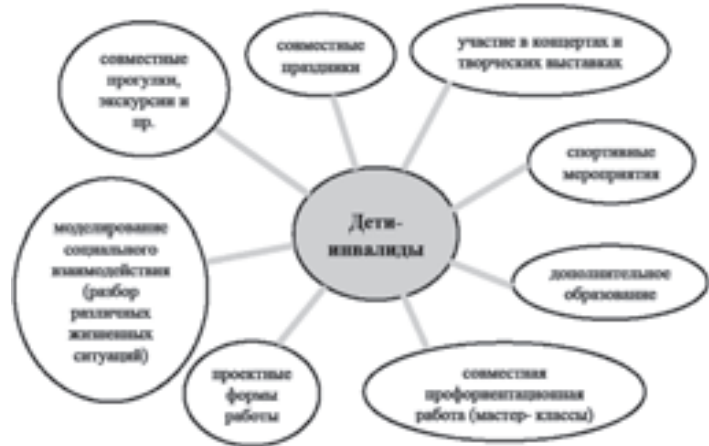 совместные
прогулки,
экскурсии и
пр.
совместные
праздники
участие в концертах и
творческих выставках
спортивные
мероприятия
Дети-
инвалиды
моделирование
социального
взаимодействия
(разбор
различных
жизненных
ситуаций)
дополнительное
образование
проектные
формы
работы
совместная
профориентационная
работа (мастер- классы)